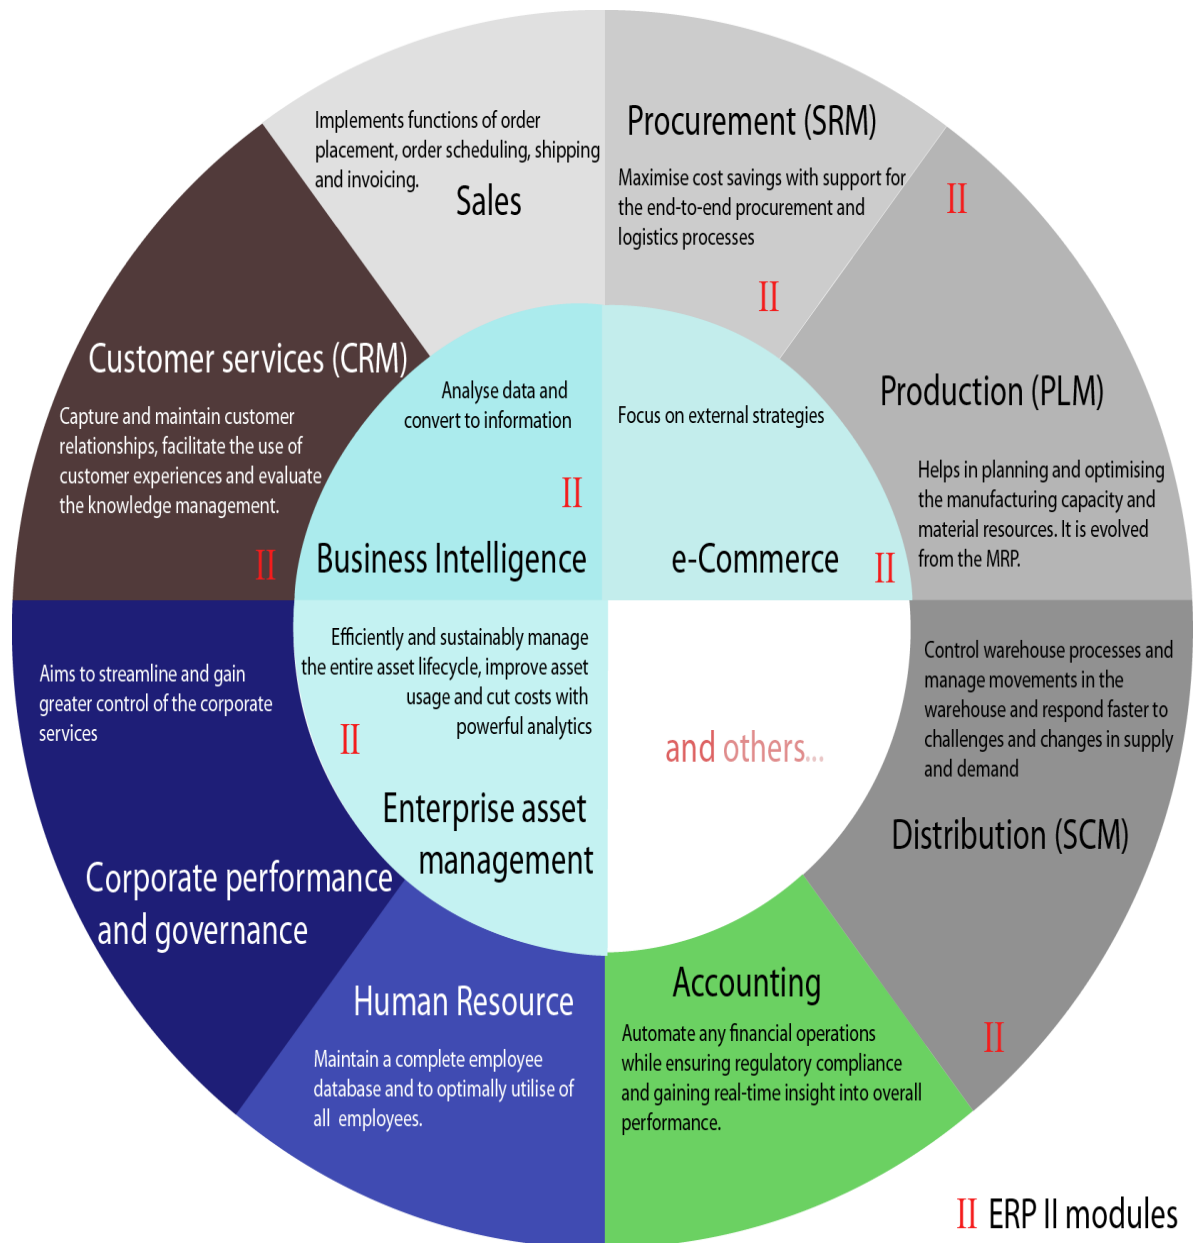 Implements functions of order
placement, order scheduling, shipping
and invoicing.
Sales
Procurement (SRM)
Maximise cost savings with support for
the end-to-end procurement and
logistics processes
II
II
Production (PLM)
Helps in planning and optimising
the manufacturing capacity and
material resources. It is evolved
from the MRP.
Customer services (CRM)
Capture and maintain customer
relationships, facilitate the use of
customer experiences and evaluate
the knowledge management.
II
Analyse data and
convert to information
II
Business Intelligence
Focus on external strategies
e-Commerce
II
Aims to streamline and gain
greater control of the corporate
services
Corporate performance
and governance
Efficiently and sustainably manage
the entire asset lifecycle, improve asset
usage and cut costs with
powerful analytics
II
Enterprise asset
management
and others...
Control warehouse processes and
manage movements in the
warehouse and respond faster to
challenges and changes in supply
and demand
Distribution (SCM)
II
Human Resource
Maintain a complete employee
database and to optimally utilise of
all employees.
Accounting
Automate any financial operations
while ensuring regulatory compliance
and gaining real-time insight into overall
performance.
II ERP II modules